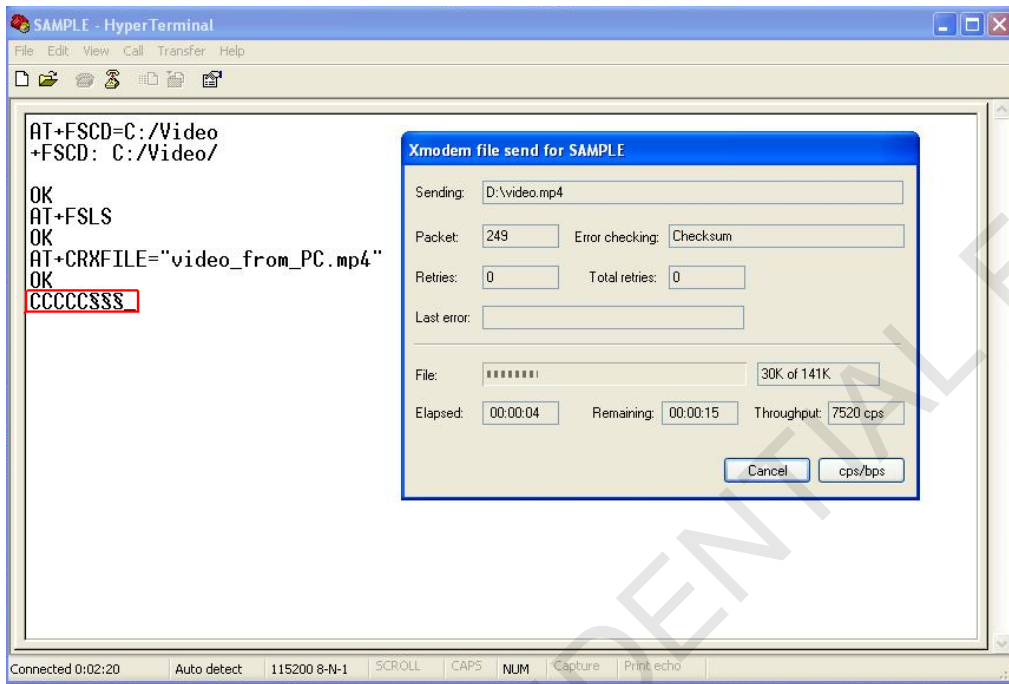 SAMPLE - HyperTerminal
File Edit View Call Transfer Help
AT+FSCD=C:/Video
+FSCD: C:/Video/
OK
AT+FSLS
OK
AT+CRXFILE="video_from_PC.mp4"
OK
CCCCC§§§_
Xmodem file send for SAMPLE
Sending: D:\video.mp4
Packet: 249 Error checking: Checksum
Retries: 0 Total retries: 0
Last error:
File: 30K of 141K
Elapsed: 00:00:04 Remaining: 00:00:15 Throughput: 7520 cps
Cancel cps/bps
Connected 0:02:20 Auto detect 115200 8-N-1 SCROLL CAPS NUM Capture Print echo